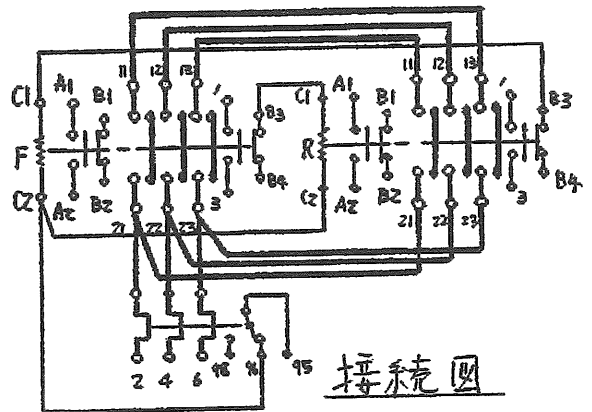 11 12 13 11 12 13
C1 A1 B1 B3 C1 A1 B1 B3
F R
C2 A2 B2 3 B4 C2 A2 B2 3 B4
21 22 23 21 22 23
2 4 6 98 96 95
接続図